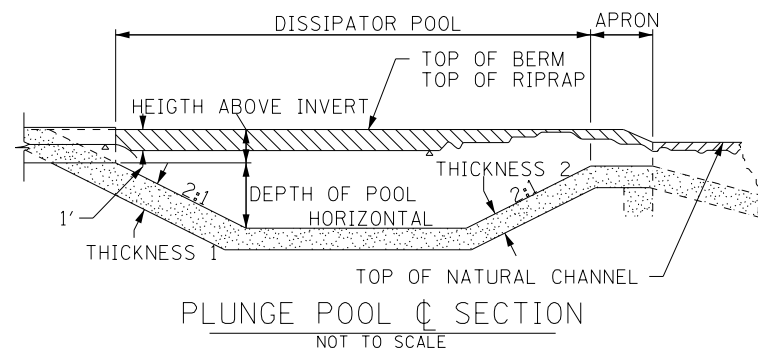 DISSIPATOR POOL
APRON
TOP OF BERM
TOP OF RIPRAP
HEIGTH ABOVE INVERT
THICKNESS 2
2:1
2:1
DEPTH OF POOL
1'
HORIZONTAL
THICKNESS 1
TOP OF NATURAL CHANNEL
PLUNGE POOL ℄ SECTION
NOT TO SCALE